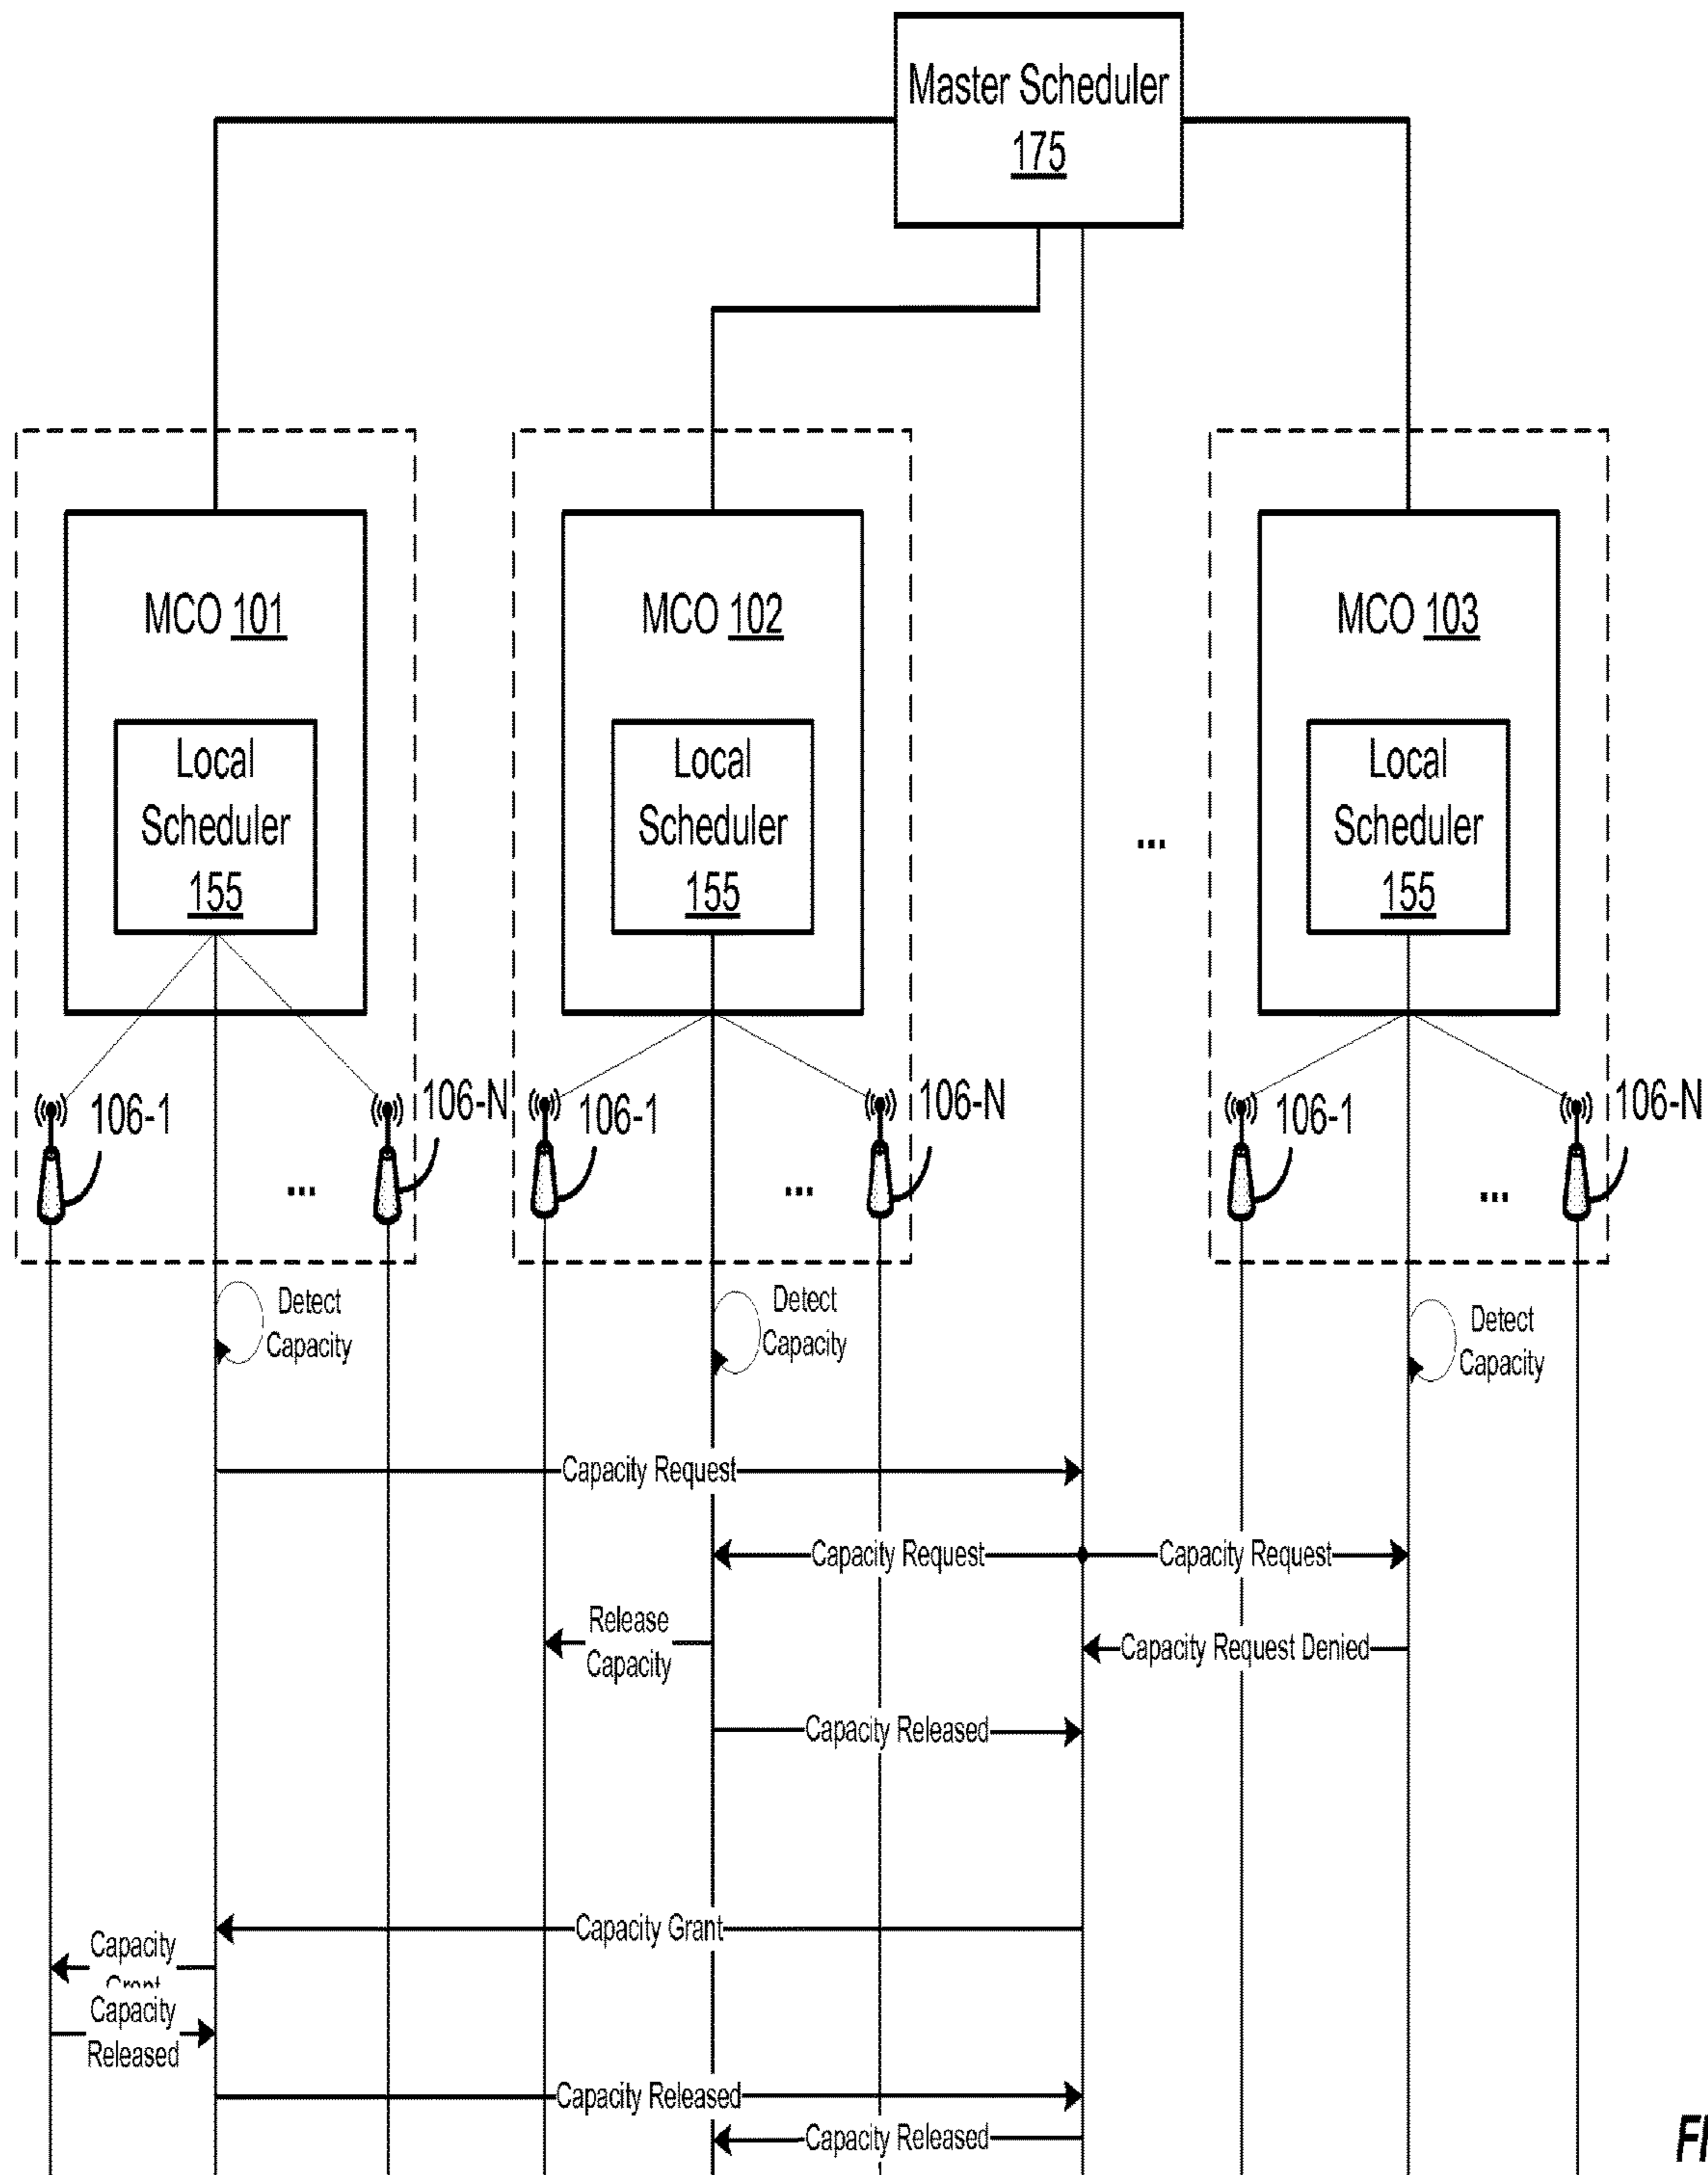 Master Scheduler
175
MCO 101
MCO 102
MCO 103
Local
Scheduler
155
Local
Scheduler
155
...
Local
Scheduler
155
106-1
...
106-N
106-1
...
106-N
106-1
...
106-N
Detect
Capacity
Detect
Capacity
Detect
Capacity
Capacity Request
Capacity Request
Capacity Request
Release
Capacity
Capacity Request Denied
Capacity Released
Capacity Grant
Capacity
Grant
Capacity
Released
Capacity Released
Capacity Released